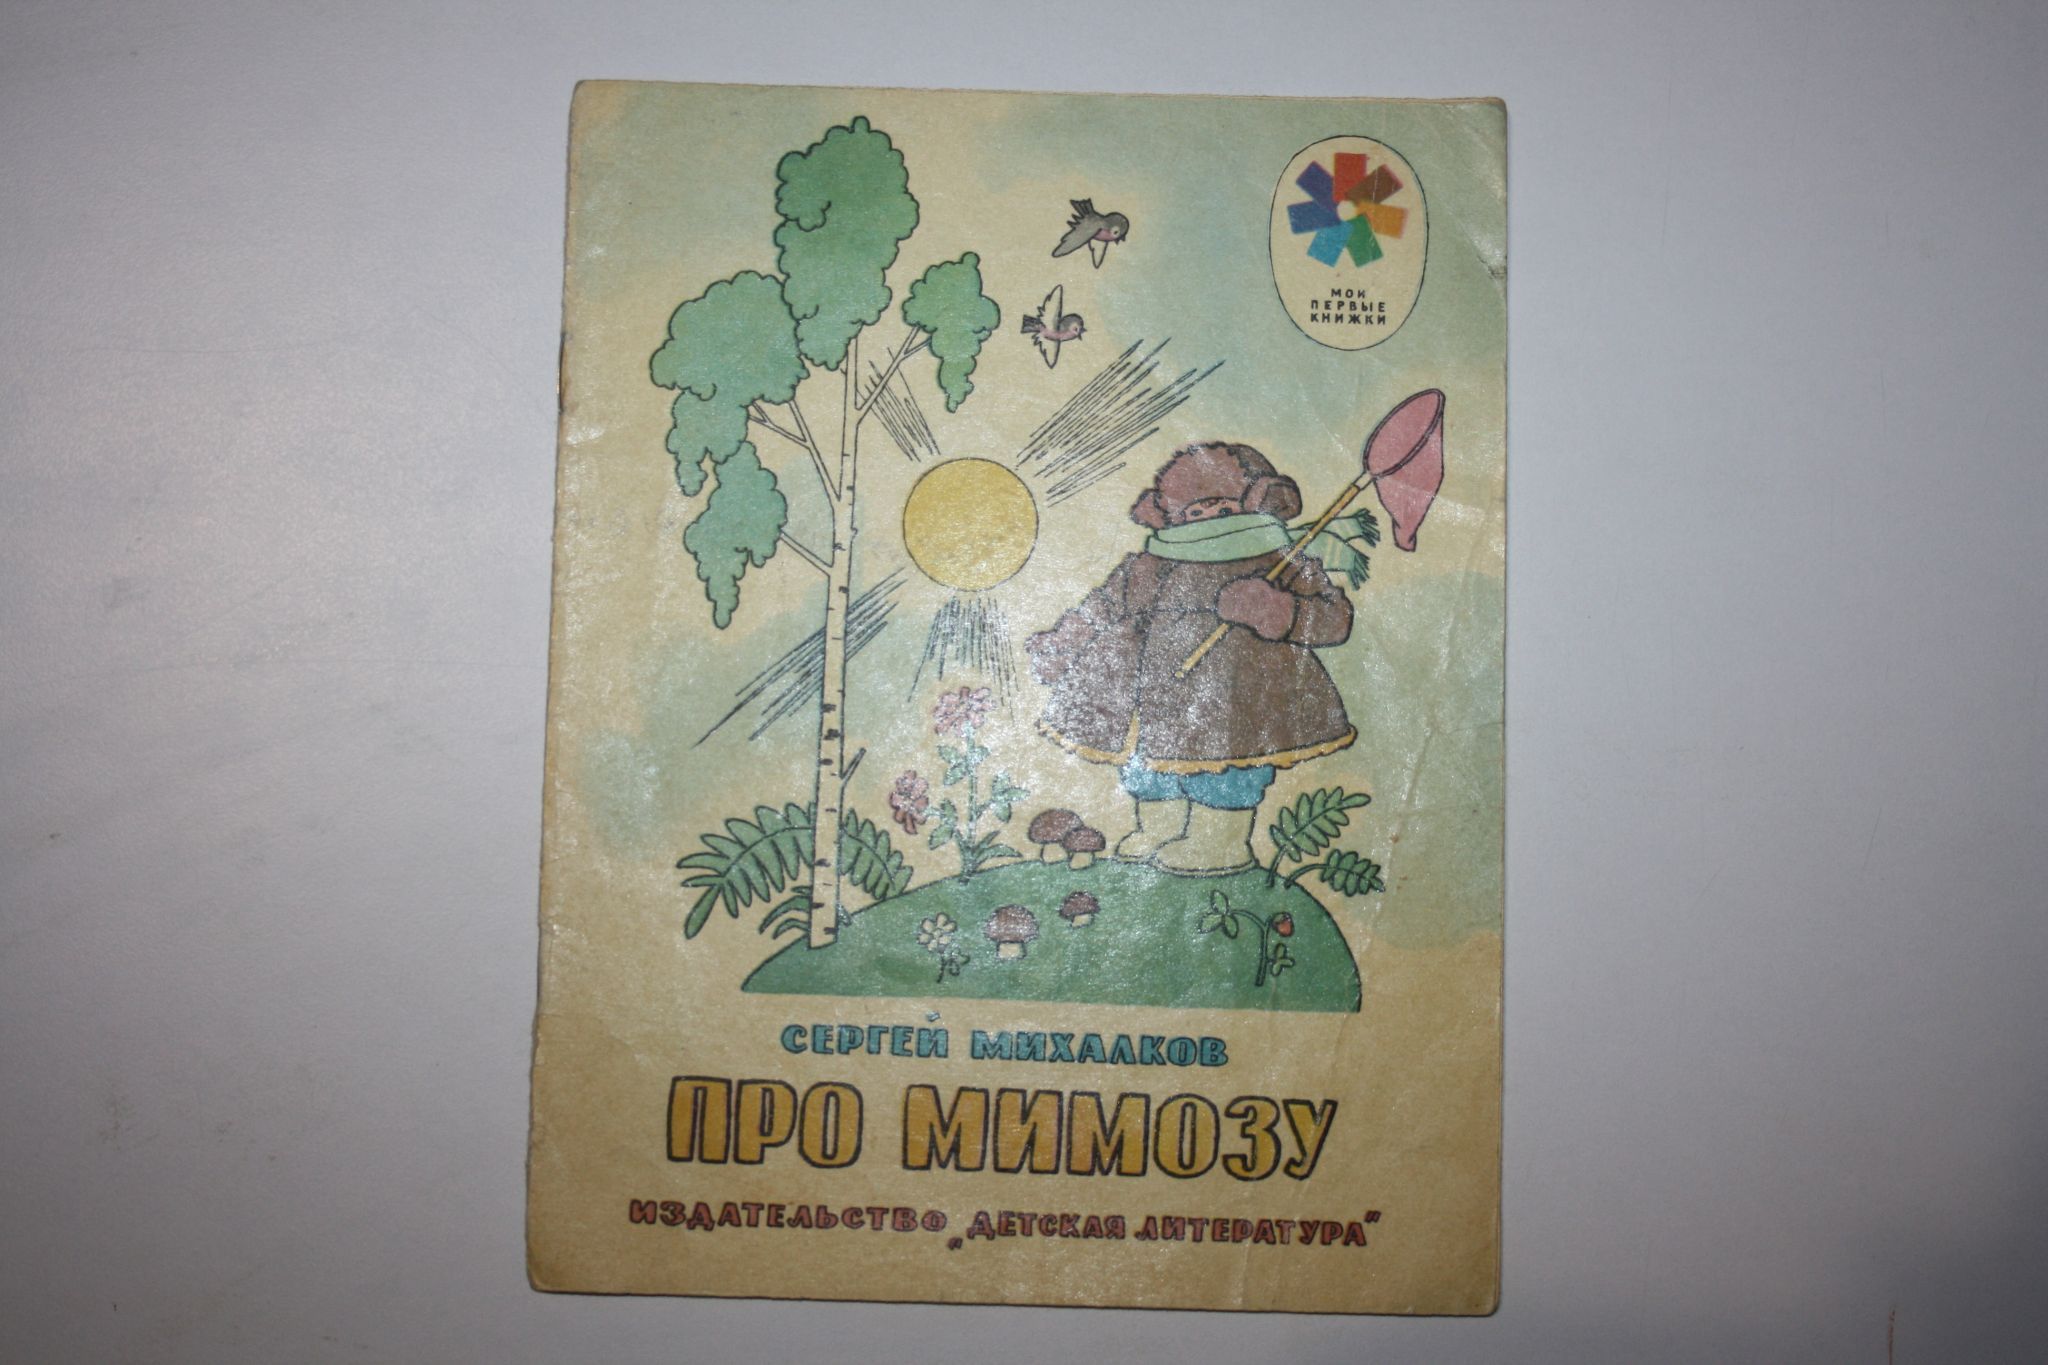 МОИ
ПЕРВЫЕ
КНИЖКИ
СЕРГЕЙ МИХАЛКОВ
ПРО МИМОЗУ
ИЗДАТЕЛЬСТВО „ДЕТСКАЯ ЛИТЕРАТУРА"